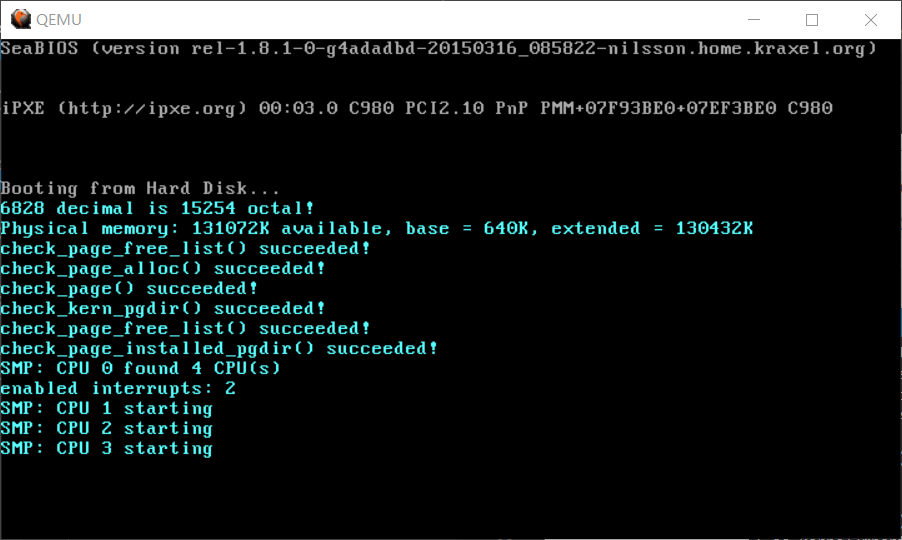 QEMU
SeaBIOS (version rel-1.8.1-0-g4adadbd-20150316_085822-nilsson.home.kraxel.org)
iPXE (http://ipxe.org) 00:03.0 C980 PCI2.10 PnP PMM+07F93BE0+07EF3BE0 C980
Booting from Hard Disk...
6828 decimal is 15254 octal!
Physical memory: 131072K available, base = 640K, extended = 130432K
check_page_free_list() succeeded!
check_page_alloc() succeeded!
check_page() succeeded!
check_kern_pgdir() succeeded!
check_page_free_list() succeeded!
check_page_installed_pgdir() succeeded!
SMP: CPU 0 found 4 CPU(s)
enabled interrupts: 2
SMP: CPU 1 starting
SMP: CPU 2 starting
SMP: CPU 3 starting